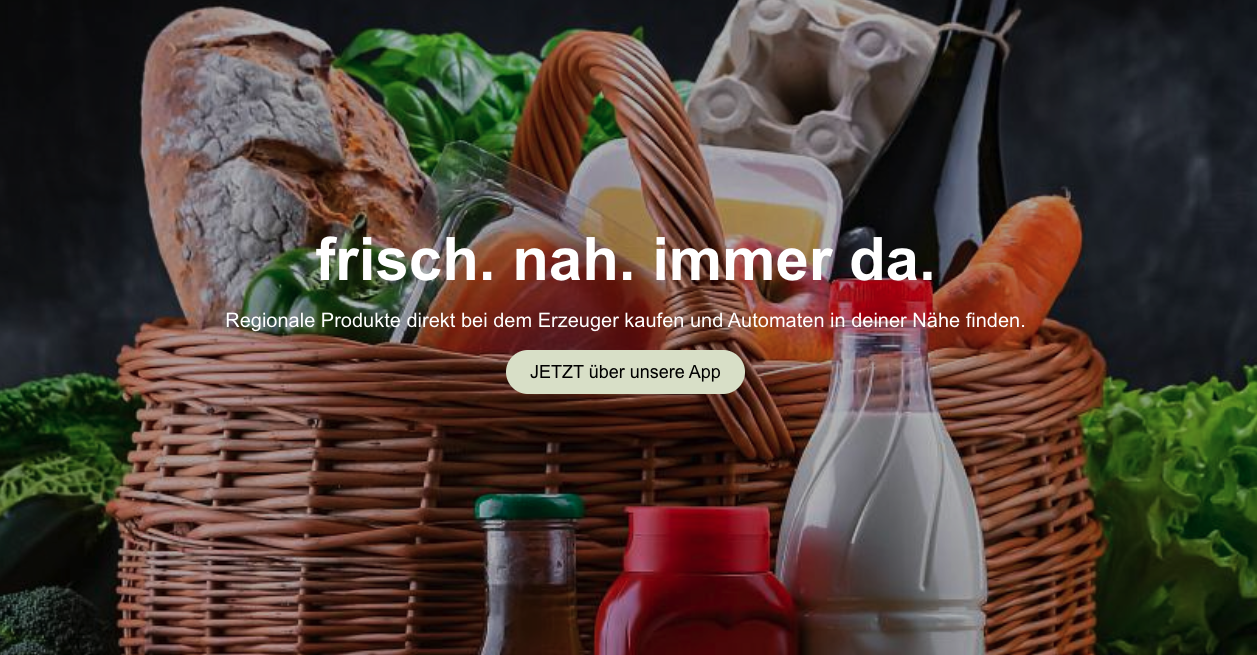 frisch. nah. immer da.
Regionale Produkte direkt bei dem Erzeuger kaufen und Automaten in deiner Nähe finden.
JETZT über unsere App